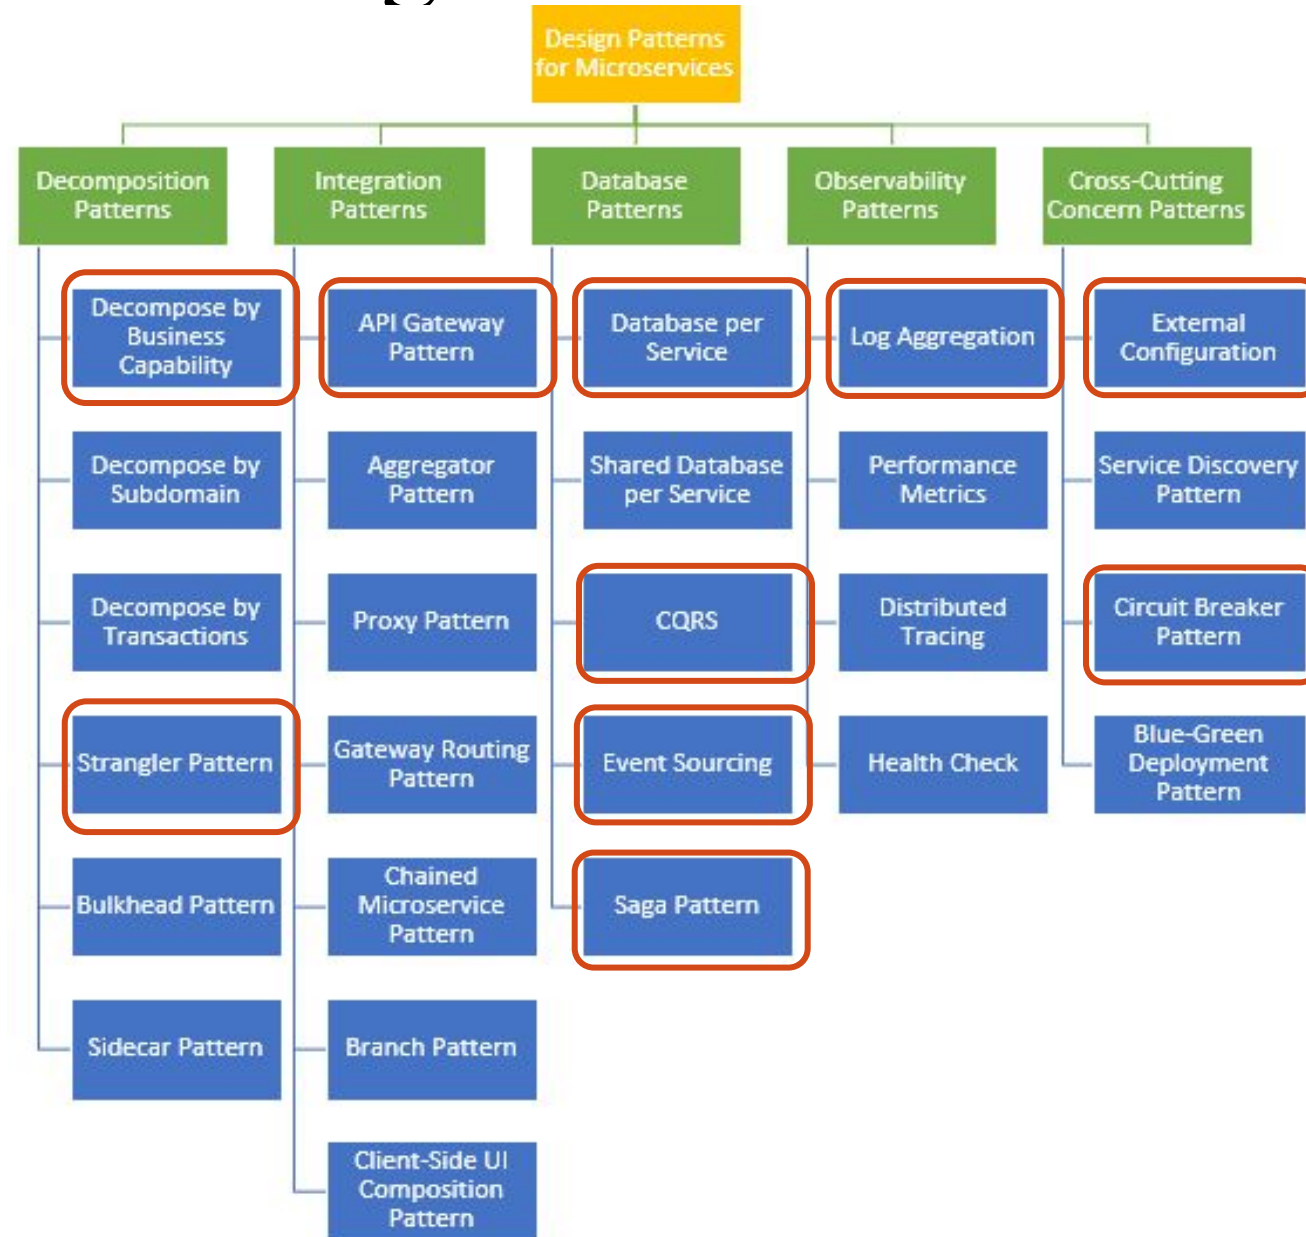 Design Patterns
for Microservices
Decomposition
Patterns
Integration
Patterns
Database
Patterns
Observability
Patterns
Cross-Cutting
Concern Patterns
Decompose by
Business
Capability
Decompose by
Subdomain
Decompose by
Transactions
Strangler Pattern
Bulkhead Pattern
Sidecar Pattern
API Gateway
Pattern
Aggregator
Pattern
Proxy Pattern
Gateway Routing
Pattern
Chained
Microservice
Pattern
Branch Pattern
Client-Side UI
Composition
Pattern
Database per
Service
Shared Database
per Service
CQRS
Event Sourcing
Saga Pattern
Log Aggregation
Performance
Metrics
Distributed
Tracing
Health Check
External
Configuration
Service Discovery
Pattern
Circuit Breaker
Pattern
Blue-Green
Deployment
Pattern